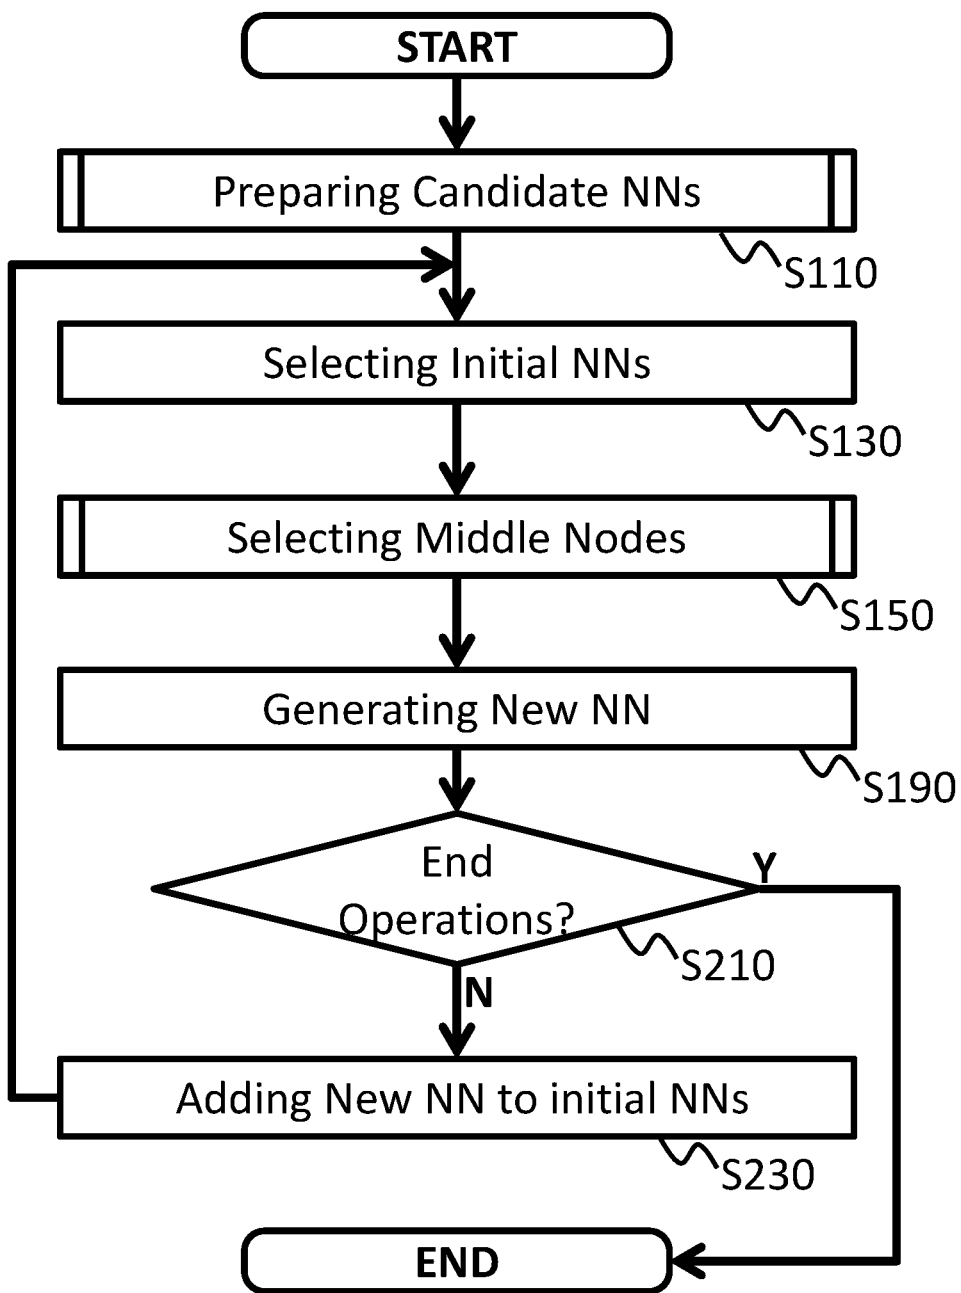 START
Preparing Candidate NNs
S110
Selecting Initial NNs
S130
Selecting Middle Nodes
S150
Generating New NN
S190
End
Operations?
Y
S210
N
Adding New NN to initial NNs
S230
END